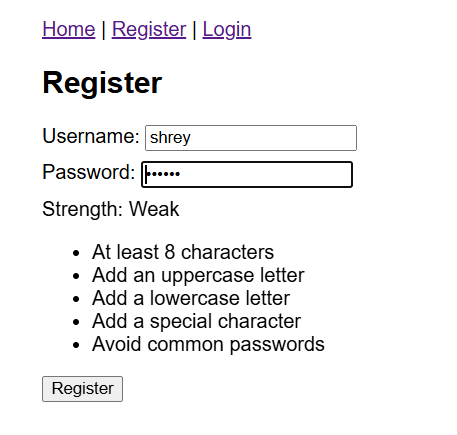 Home | Register | Login
Register
Username: shrey
Password: ••••••
Strength: Weak
• At least 8 characters
• Add an uppercase letter
• Add a lowercase letter
• Add a special character
• Avoid common passwords
Register